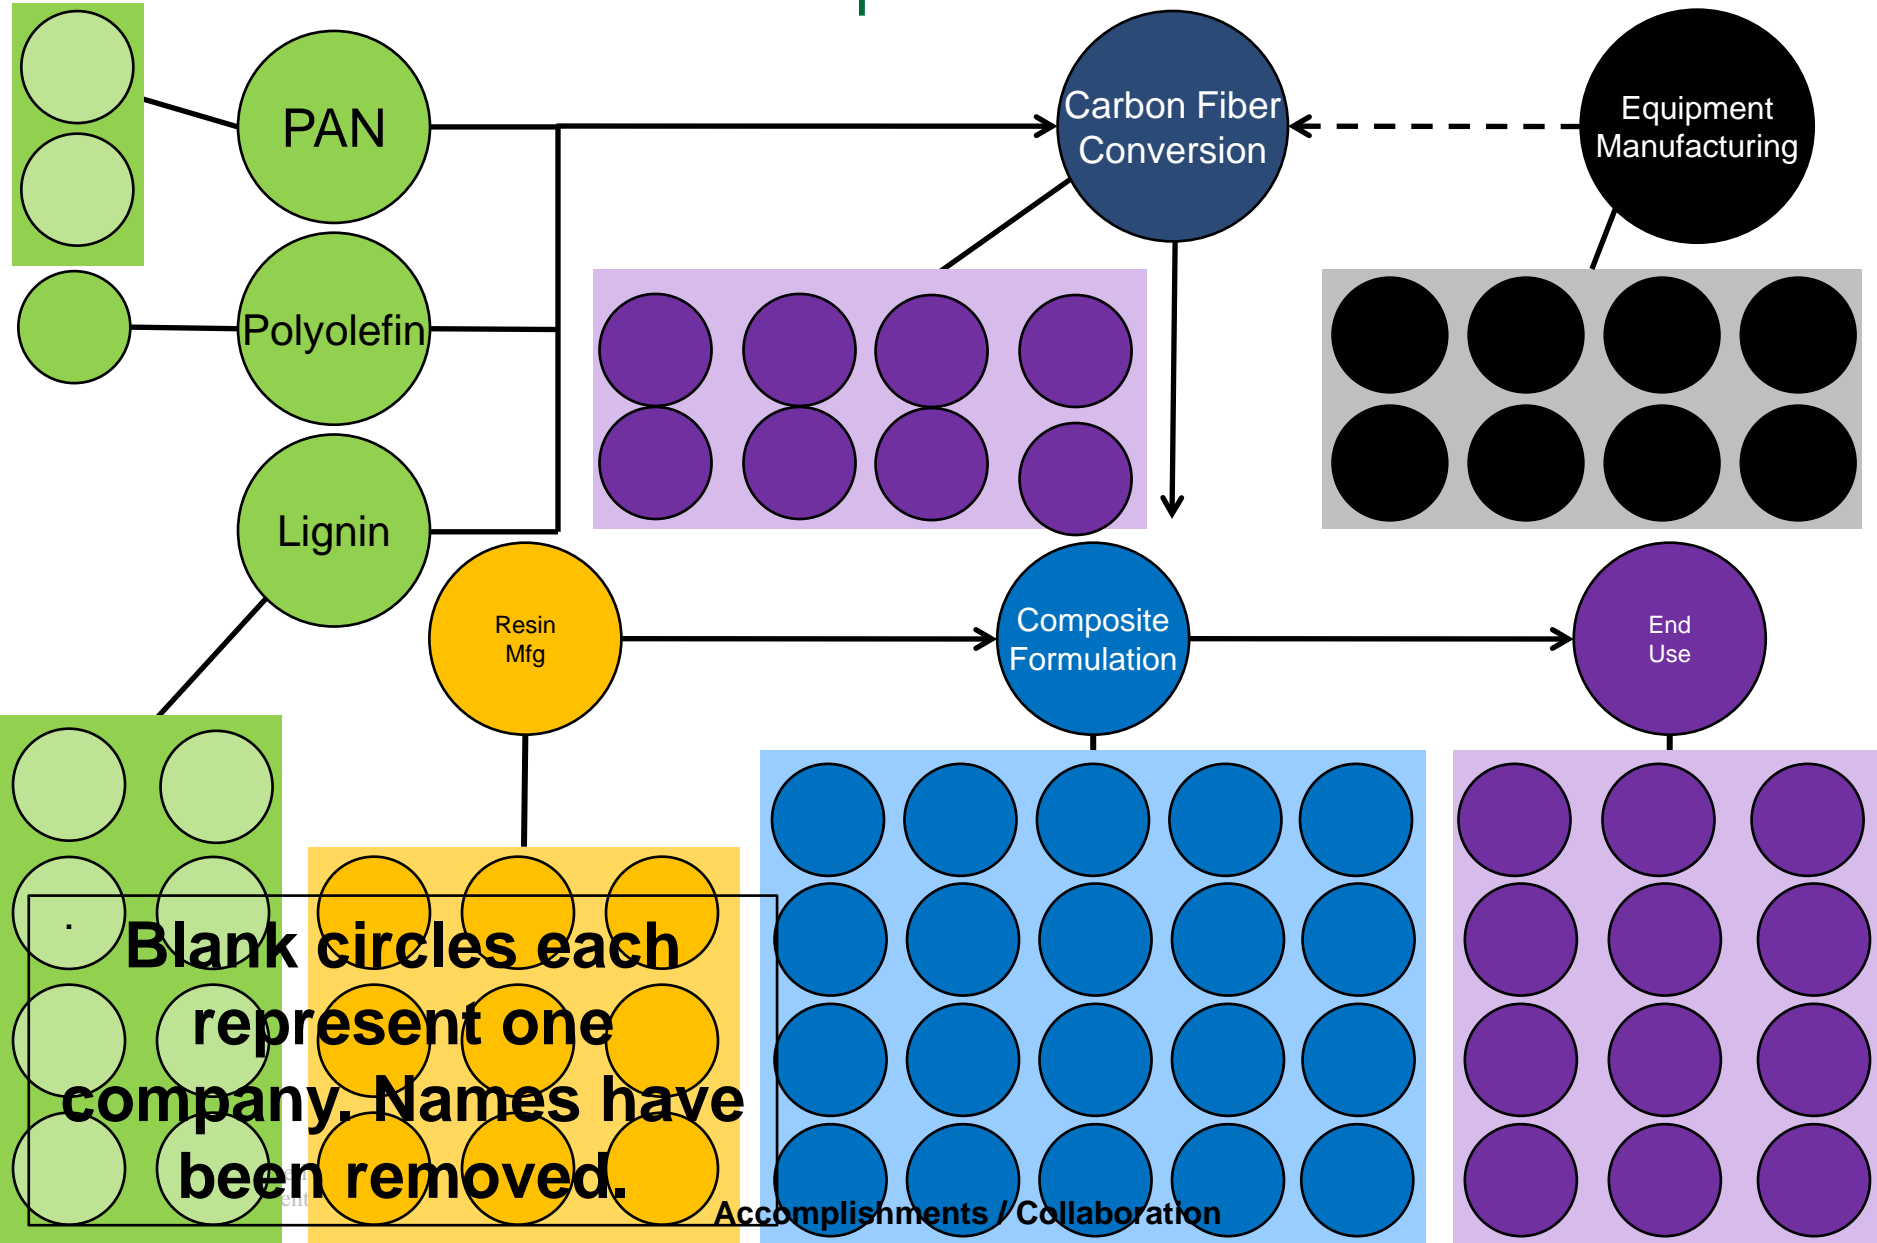 PAN
Carbon Fiber
Conversion
Equipment
Manufacturing
Polyolefin
Lignin
Resin
Mfg
Composite
Formulation
End
Use
.
Blank circles each
represent one
company. Names have
been removed.
Accomplishments / Collaboration